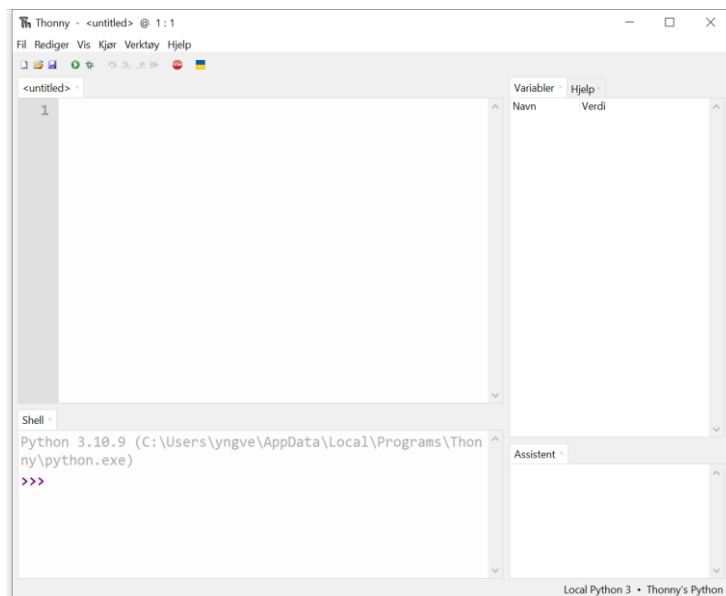 Thonny - <untitled> @ 1:1
Fil Rediger Vis Kjør Verktøy Hjelp
STOP
<untitled>
1
Variabler Hjelp
Navn Verdi
Shell
Python 3.10.9 (C:\Users\yngve\AppData\Local\Programs\Thon
ny\python.exe)
>>>
Assistent
Local Python 3 • Thonny's Python